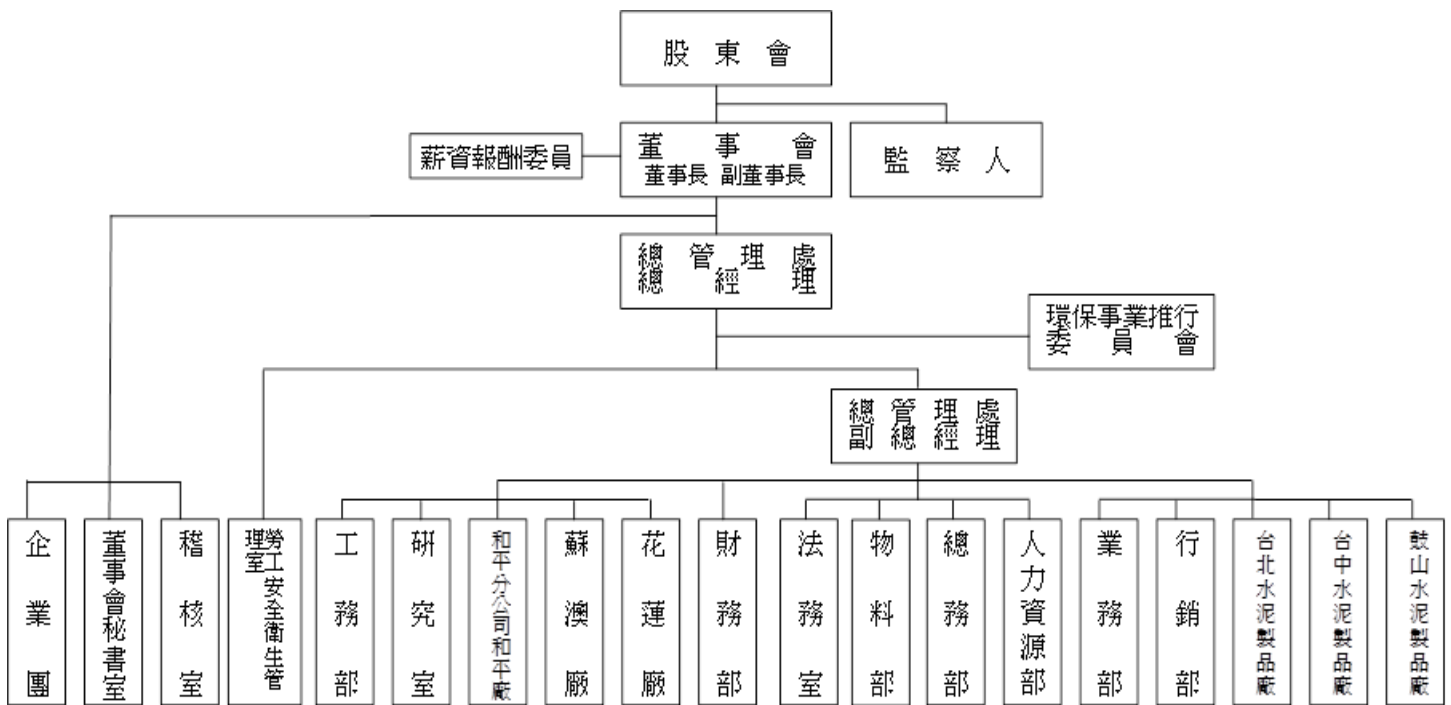 股東會
薪資報酬委員
董事會
董事長 副董事長
監察人
總管理處
總經理
環保事業推行
委員會
總管理處
副總經理
企業團
董事會秘書室
稽核室
勞工安全衛生管
理室
工務部
研究室
和平分公司和平廠
蘇澳廠
花蓮廠
財務部
法務室
物料部
總務部
人力資源部
業務部
行銷部
台北水泥製品廠
台中水泥製品廠
鼓山水泥製品廠